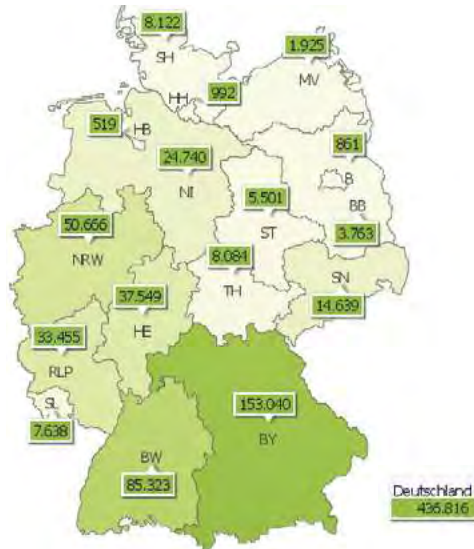 8.122
SH
1.925
MV
HH
992
519
HB
24.740
NI
861
B
BB
3.763
5.501
ST
50.666
NRW
8.084
TH
SN
14.639
37.549
HE
33.455
RLP
SL
7.638
153.040
BY
BW
85.323
Deutschland
436.816